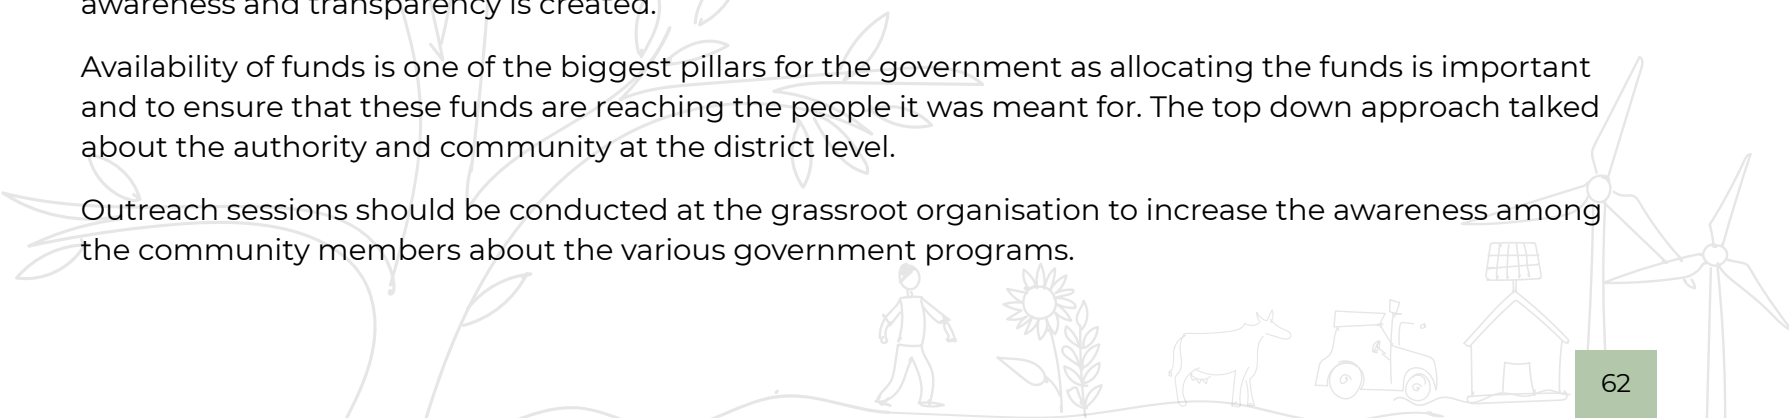 awareness and transparency is created.
Availability of funds is one of the biggest pillars for the government as allocating the funds is important
and to ensure that these funds are reaching the people it was meant for. The top down approach talked
about the authority and community at the district level.
Outreach sessions should be conducted at the grassroot organisation to increase the awareness among
the community members about the various government programs.
62